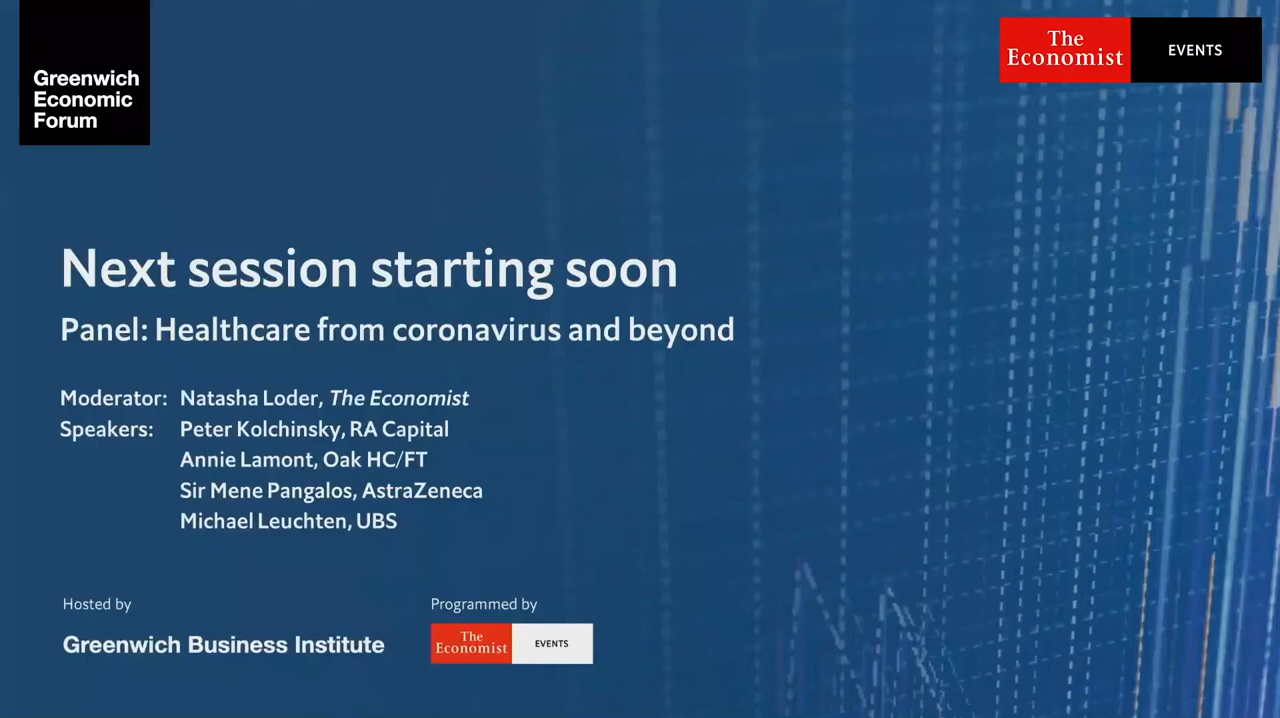 Greenwich
Economic
Forum
The
Economist
EVENTS
Next session starting soon
Panel: Healthcare from coronavirus and beyond
Moderator: Natasha Loder, The Economist
Speakers: Peter Kolchinsky, RA Capital
Annie Lamont, Oak HC/FT
Sir Mene Pangalos, AstraZeneca
Michael Leuchten, UBS
Hosted by
Greenwich Business Institute
Programmed by
The
Economist
EVENTS